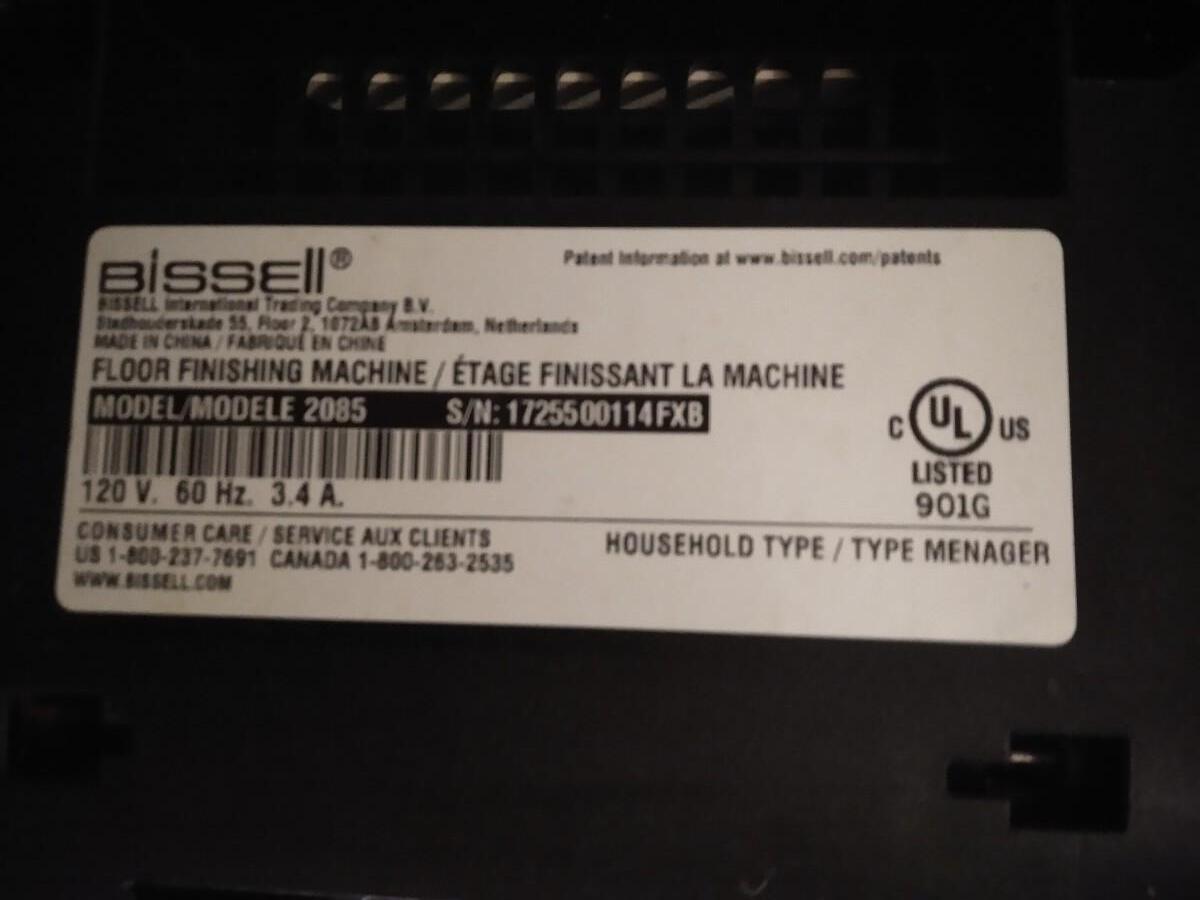 BISSELL®
Patent Information at www.bissell.com/patents
BISSELL International Trading Company B.V.
Stadhouderskade 55, Floor 2, 1072AB Amsterdam, Netherlands
MADE IN CHINA / FABRIQUÉ EN CHINE
FLOOR FINISHING MACHINE / ÉTAGE FINISSANT LA MACHINE
MODEL/MODELE 2085 S/N: 1725500114FXB
120 V. 60 Hz. 3.4 A.
C UL US
LISTED
901G
CONSUMER CARE / SERVICE AUX CLIENTS
US 1-800-237-7691 CANADA 1-800-263-2535
WWW.BISSELL.COM
HOUSEHOLD TYPE / TYPE MENAGER